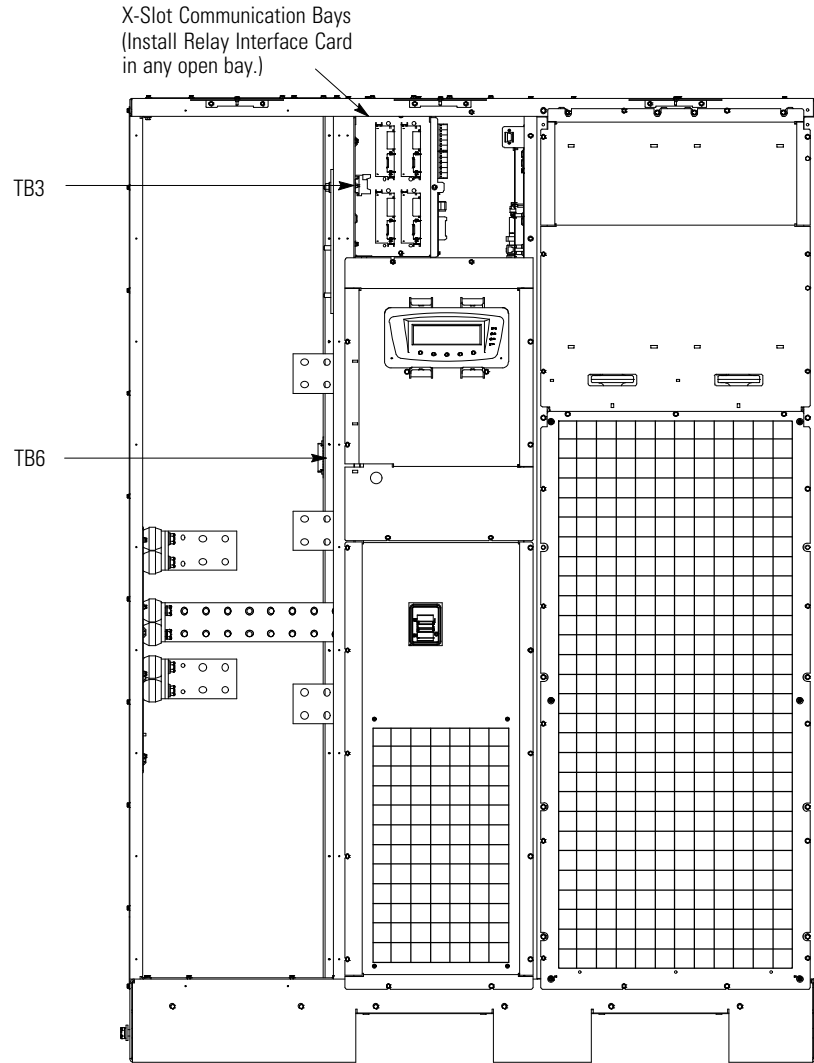 X-Slot Communication Bays
(Install Relay Interface Card
in any open bay.)
TB3
TB6